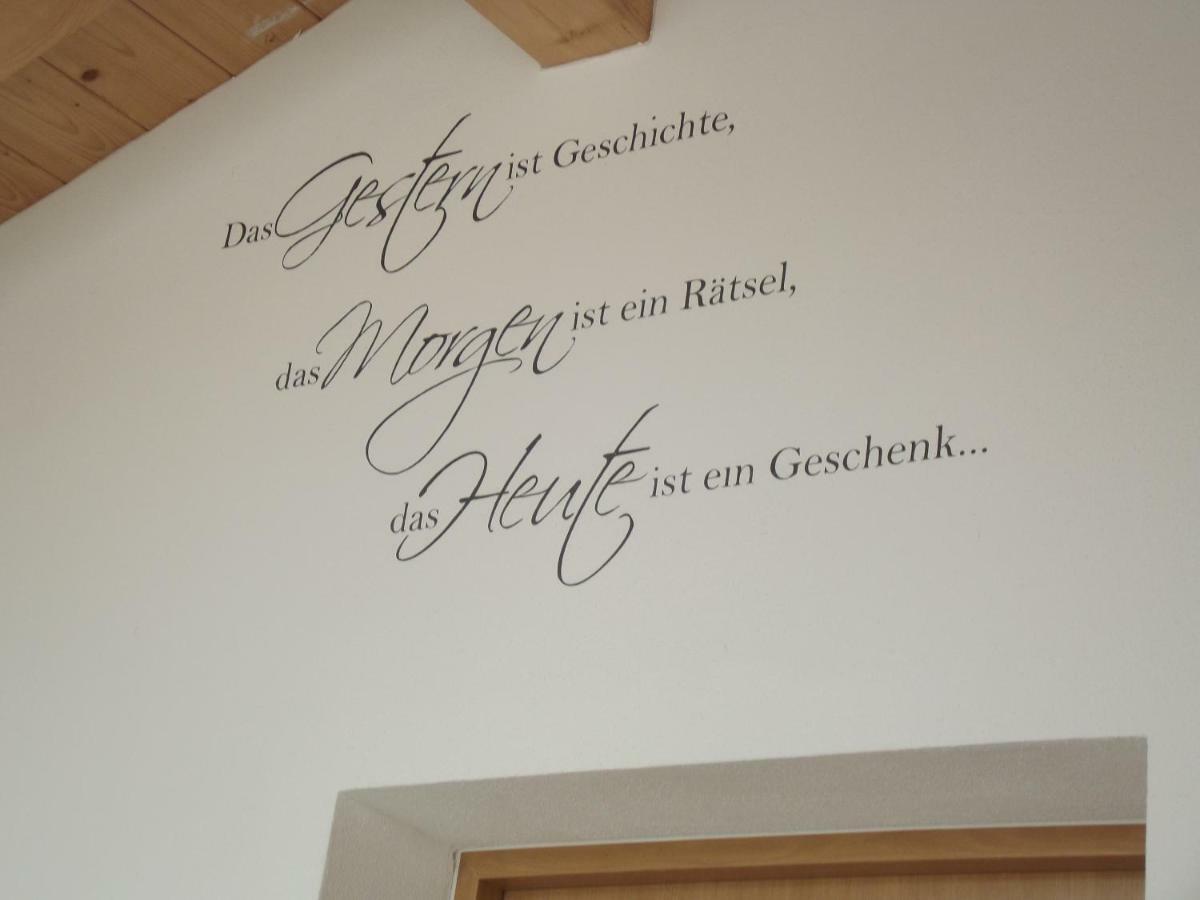 Das Gestern ist Geschichte,
das Morgen ist ein Rätsel,
das Heute ist ein Geschenk...